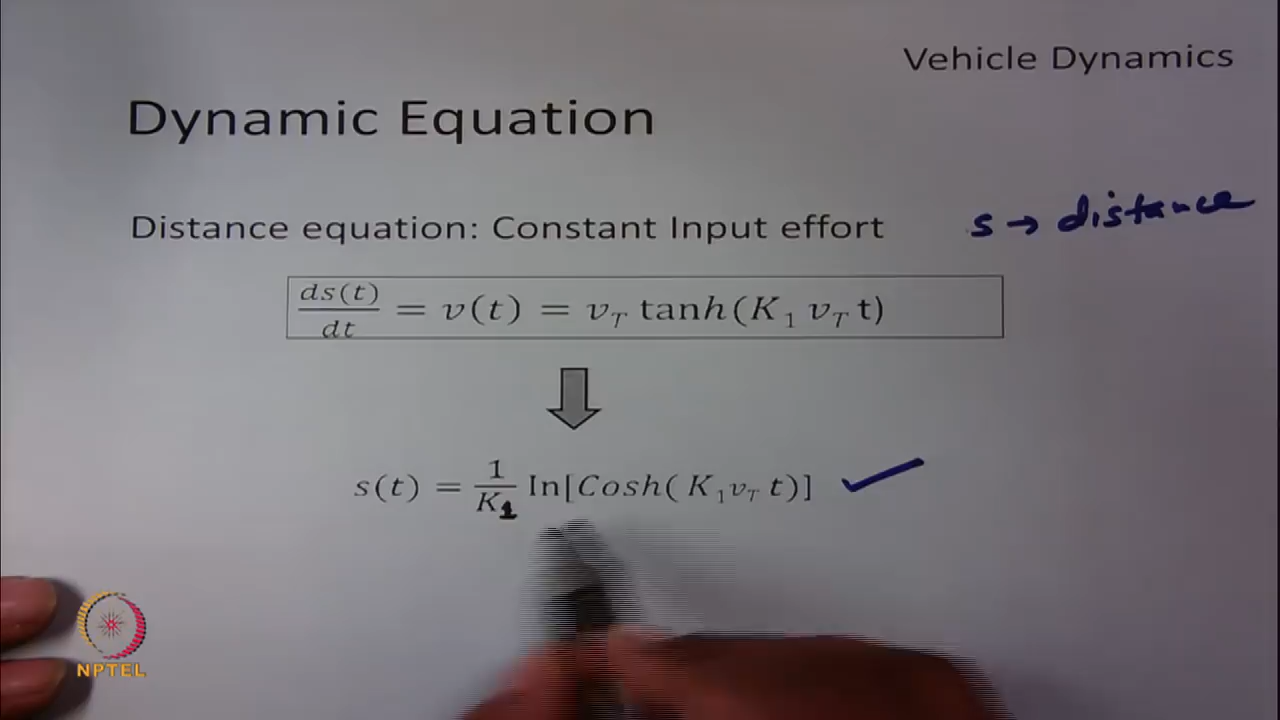 Vehicle Dynamics
Dynamic Equation
Distance equation: Constant Input effort
s → distance
ds(t)/dt = v(t) = v_T tanh(K_1 v_T t)
s(t) = 1/K_1 ln[Cosh( K_1 v_T t)]
NPTEL